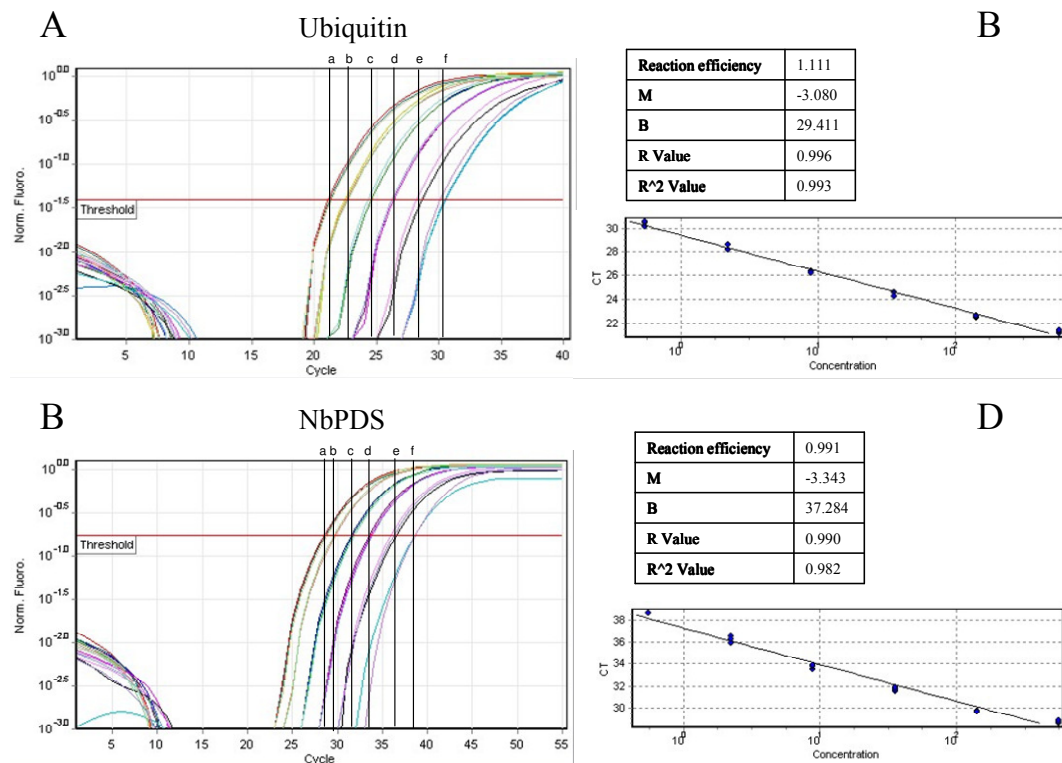 A
Ubiquitin
B
a b c d e f
10^0.0
10^-0.5
10^-1.0
10^-1.5
10^-2.0
10^-2.5
10^-3.0
Norm. Fluoro.
Threshold
5 10 15 20 25 30 35 40
Cycle
Reaction efficiency 1.111
M -3.080
B 29.411
R Value 0.996
R^2 Value 0.993
30
28
26
24
22
CT
10^0 10^1 10^2
Concentration
B
NbPDS
D
a b c d e f
10^0.0
10^-0.5
10^-1.0
10^-1.5
10^-2.0
10^-2.5
10^-3.0
Norm. Fluoro.
Threshold
5 10 15 20 25 30 35 40 45 50 55
Cycle
Reaction efficiency 0.991
M -3.343
B 37.284
R Value 0.990
R^2 Value 0.982
38
36
34
32
30
CT
10^0 10^1 10^2
Concentration